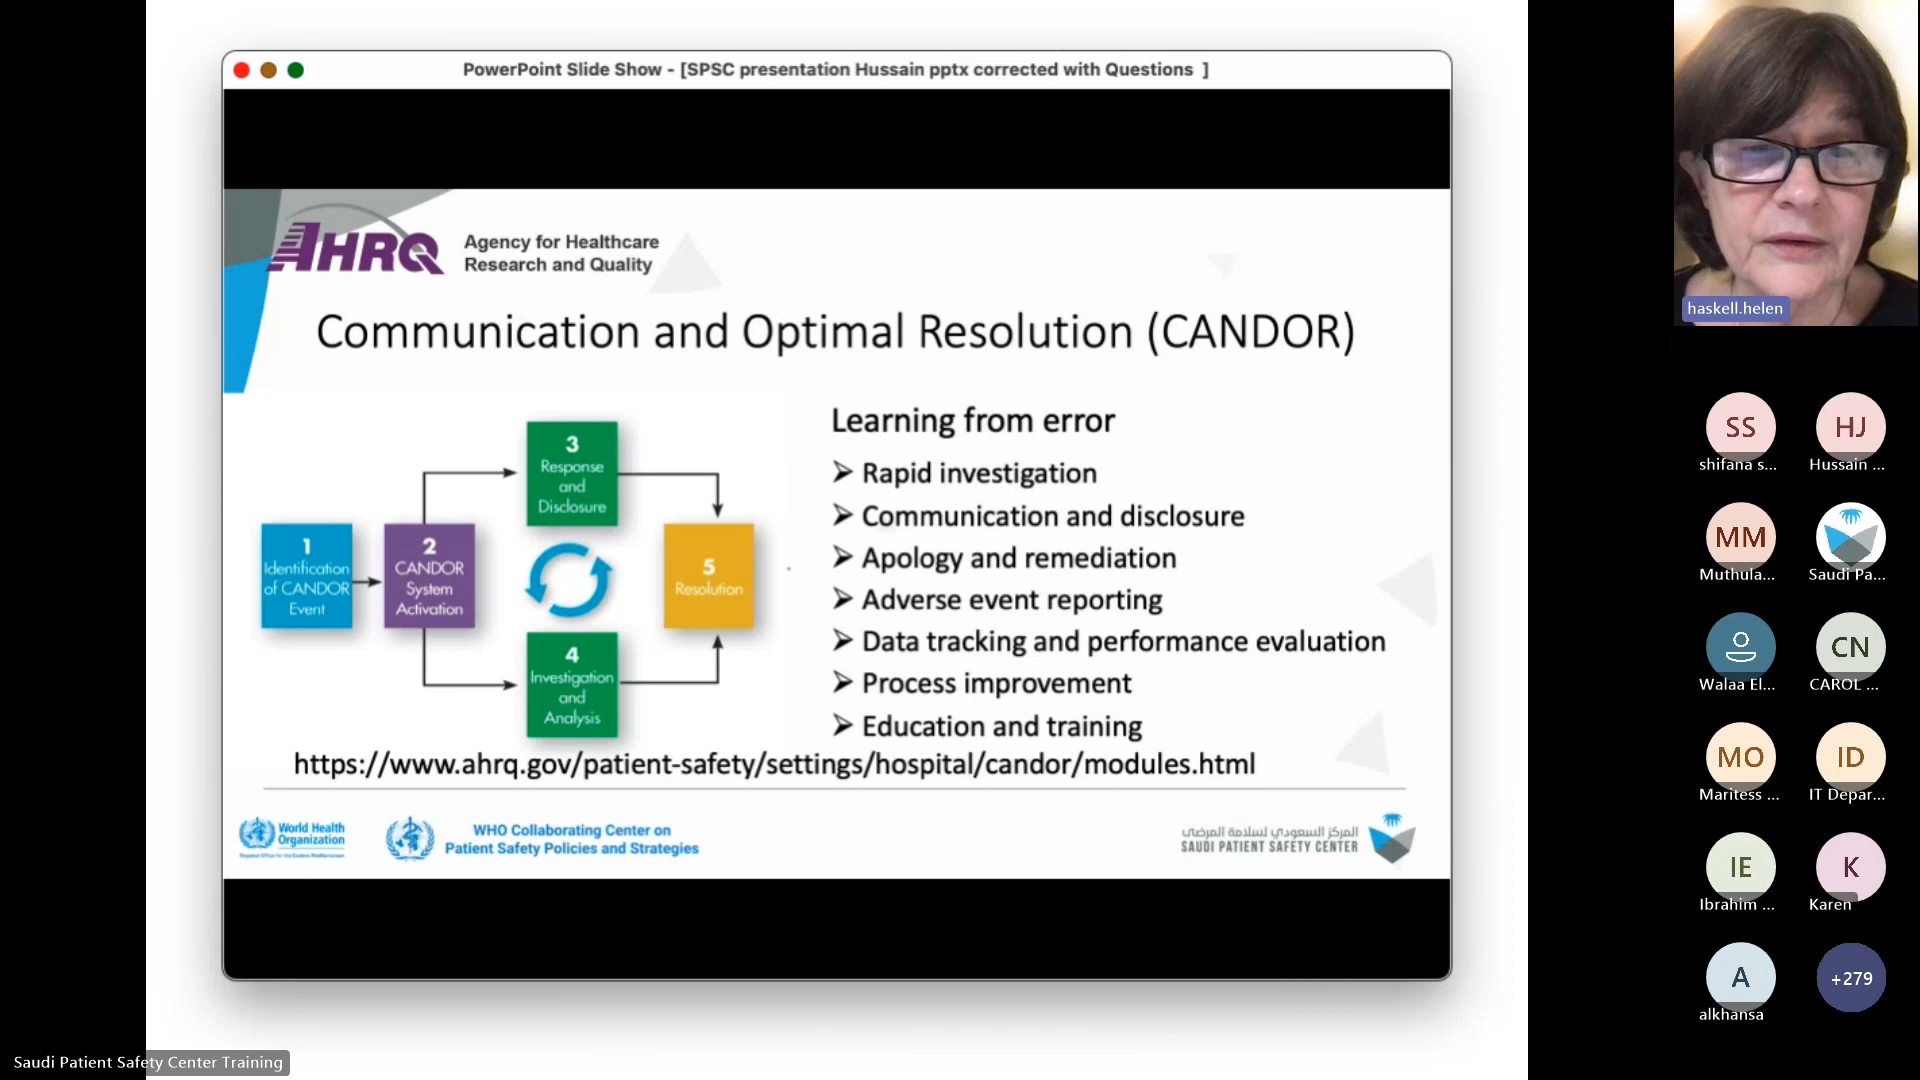 PowerPoint Slide Show - [SPSC presentation Hussain pptx corrected with Questions ]
AHRQ
Agency for Healthcare
Research and Quality
Communication and Optimal Resolution (CANDOR)
1
Identification
of CANDOR
Event
2
CANDOR
System
Activation
3
Response
and
Disclosure
4
Investigation
and
Analysis
5
Resolution
Learning from error
➢ Rapid investigation
➢ Communication and disclosure
➢ Apology and remediation
➢ Adverse event reporting
➢ Data tracking and performance evaluation
➢ Process improvement
➢ Education and training
https://www.ahrq.gov/patient-safety/settings/hospital/candor/modules.html
World Health
Organization
Regional Office for the Eastern Mediterranean
WHO Collaborating Center on
Patient Safety Policies and Strategies
المركز السعودي لسلامة المرضى
SAUDI PATIENT SAFETY CENTER
haskell.helen
SS
shifana s...
HJ
Hussain ...
MM
Muthula...
Saudi Pa...
Walaa El...
CN
CAROL ...
MO
Maritess ...
ID
IT Depar...
IE
Ibrahim ...
K
Karen
A
alkhansa
+279
Saudi Patient Safety Center Training